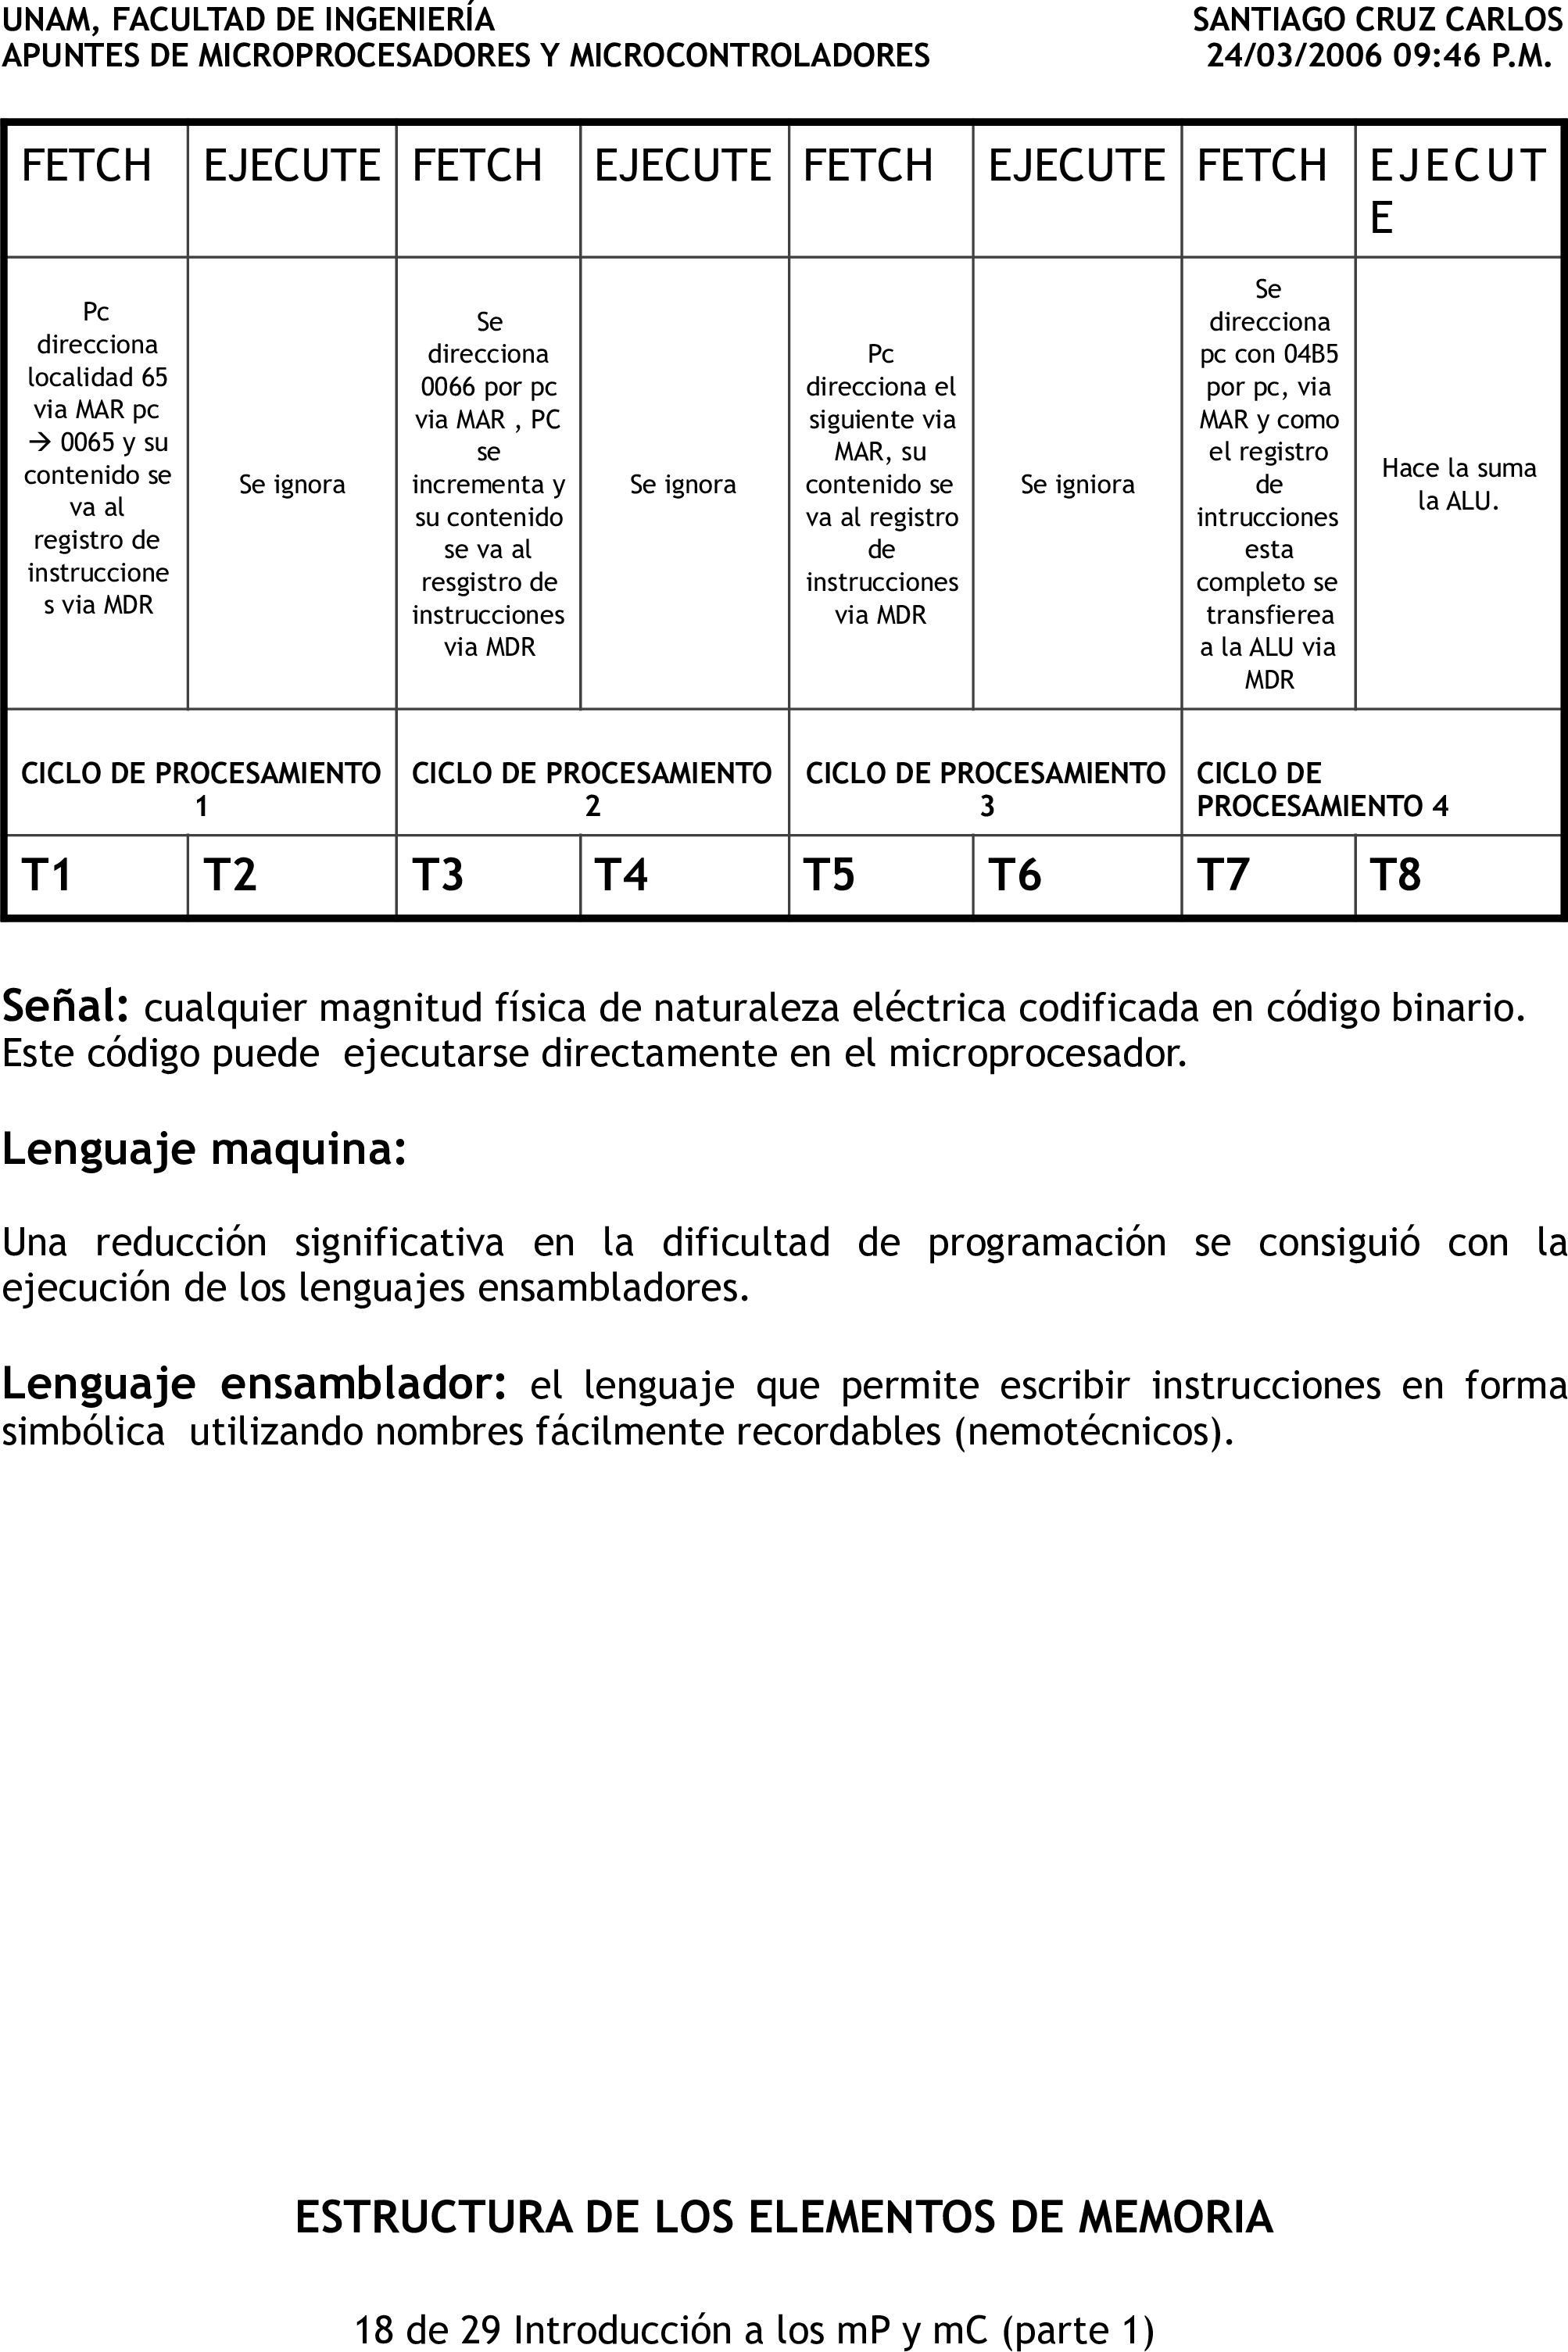 UNAM, FACULTAD DE INGENIERÍA SANTIAGO CRUZ CARLOS
APUNTES DE MICROPROCESADORES Y MICROCONTROLADORES 24/03/2006 09:46 P.M.
FETCH EJECUTE FETCH EJECUTE FETCH EJECUTE FETCH EJECUT
E
Pc
direcciona
localidad 65
via MAR pc
→ 0065 y su
contenido se
va al
registro de
instruccione
s via MDR
Se ignora
Se
direcciona
0066 por pc
via MAR , PC
se
incrementa y
su contenido
se va al
resgistro de
instrucciones
via MDR
Se ignora
Pc
direcciona el
siguiente via
MAR, su
contenido se
va al registro
de
instrucciones
via MDR
Se igniora
Se
direcciona
pc con 04B5
por pc, via
MAR y como
el registro
de
intrucciones
esta
completo se
transfierea
a la ALU via
MDR
Hace la suma
la ALU.
CICLO DE PROCESAMIENTO
1
CICLO DE PROCESAMIENTO
2
CICLO DE PROCESAMIENTO
3
CICLO DE
PROCESAMIENTO 4
T1 T2 T3 T4 T5 T6 T7 T8
Señal: cualquier magnitud física de naturaleza eléctrica codificada en código binario.
Este código puede  ejecutarse directamente en el microprocesador.
Lenguaje maquina:
Una reducción significativa en la dificultad de programación se consiguió con la
ejecución de los lenguajes ensambladores.
Lenguaje ensamblador: el lenguaje que permite escribir instrucciones en forma
simbólica  utilizando nombres fácilmente recordables (nemotécnicos).
ESTRUCTURA DE LOS ELEMENTOS DE MEMORIA
18 de 29 Introducción a los mP y mC (parte 1)